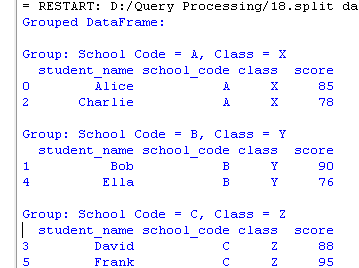 = RESTART: D:/Query Processing/18.split da
Grouped DataFrame:
Group: School Code = A, Class = X
student_name school_code class score
0 Alice A X 85
2 Charlie A X 78
Group: School Code = B, Class = Y
student_name school_code class score
1 Bob B Y 90
4 Ella B Y 76
Group: School Code = C, Class = Z
student_name school_code class score
3 David C Z 88
5 Frank C Z 95